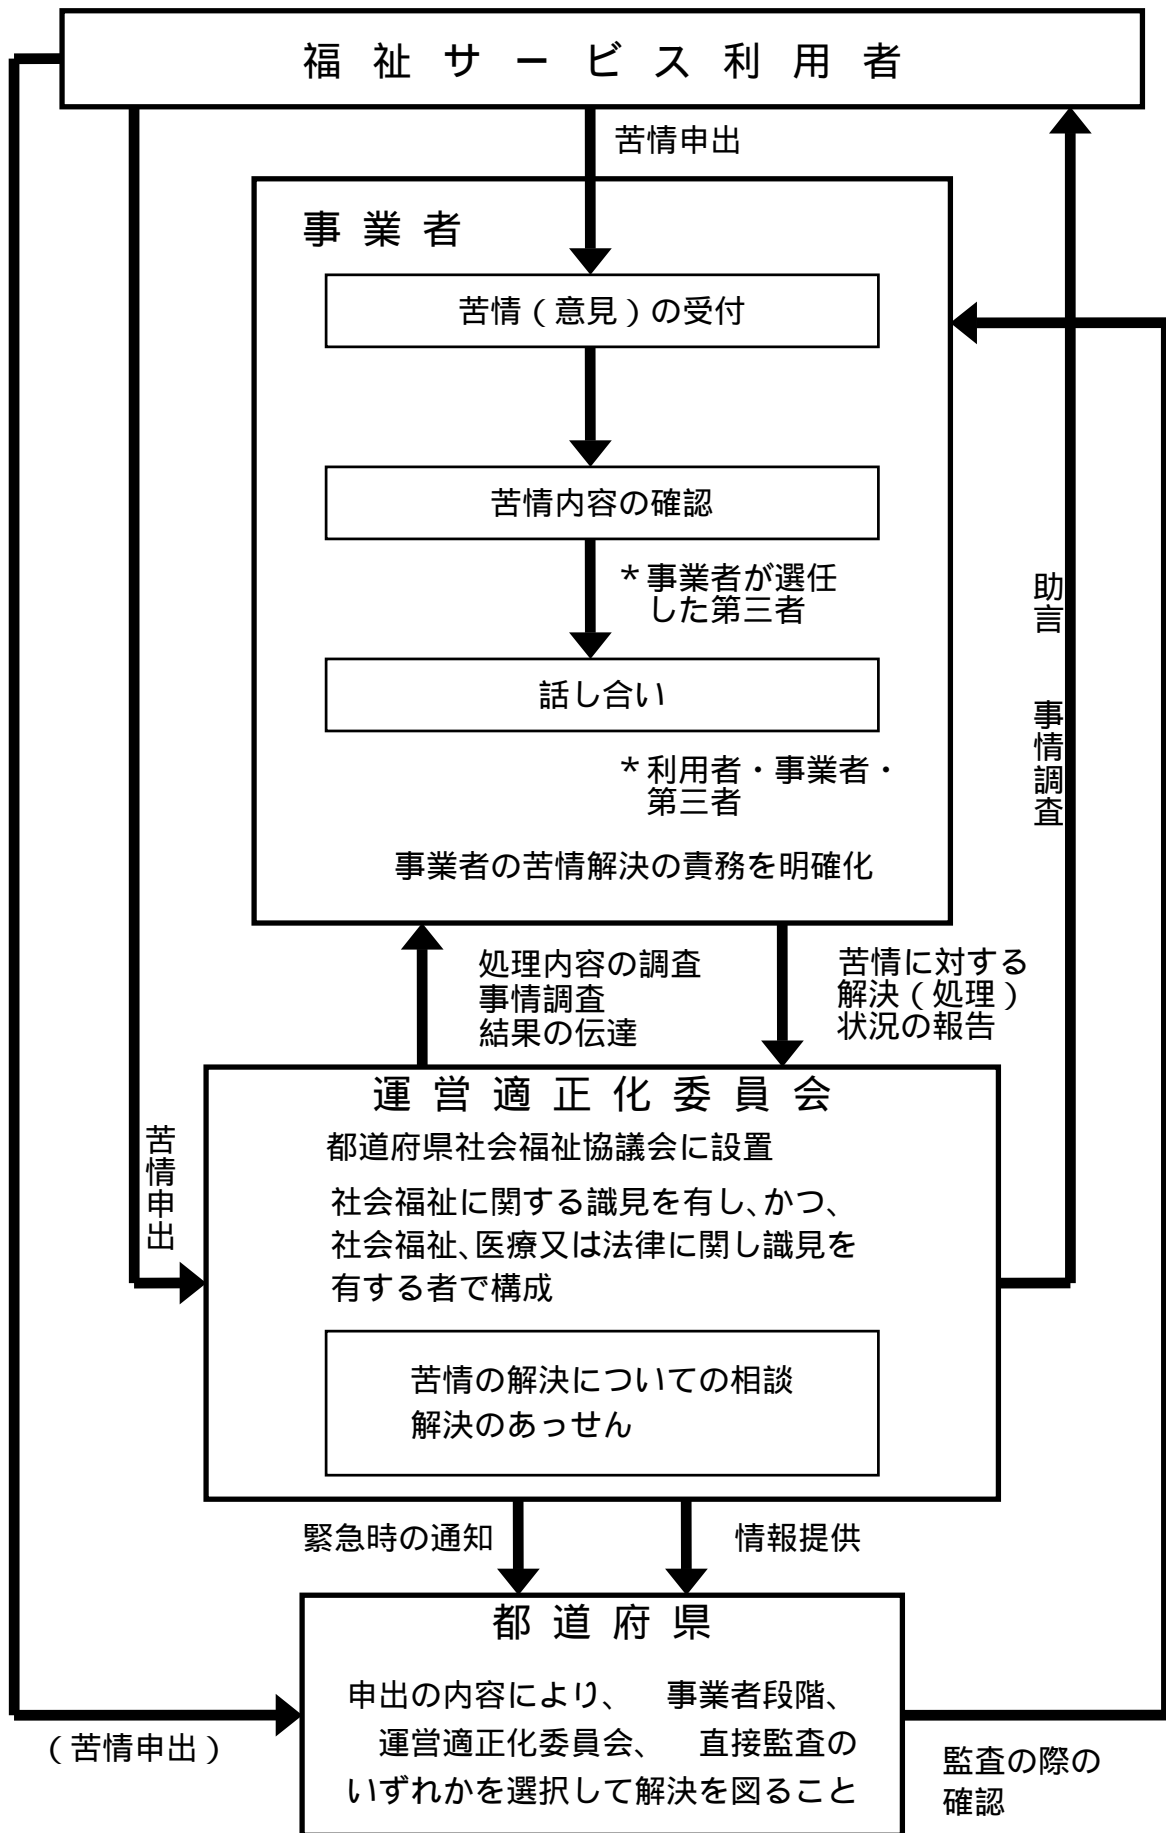 福祉サービス利用者
苦情申出
事業者
苦情（意見）の受付
苦情内容の確認
＊事業者が選任
した第三者
話し合い
＊利用者・事業者・
第三者
事業者の苦情解決の責務を明確化
助言
事情調査
処理内容の調査
事情調査
結果の伝達
苦情に対する
解決（処理）
状況の報告
苦情申出
運営適正化委員会
都道府県社会福祉協議会に設置
社会福祉に関する識見を有し、かつ、
社会福祉、医療又は法律に関し識見を
有する者で構成
苦情の解決についての相談
解決のあっせん
緊急時の通知
情報提供
都道府県
申出の内容により、　事業者段階、
運営適正化委員会、　直接監査の
いずれかを選択して解決を図ること
（苦情申出）
監査の際の
確認